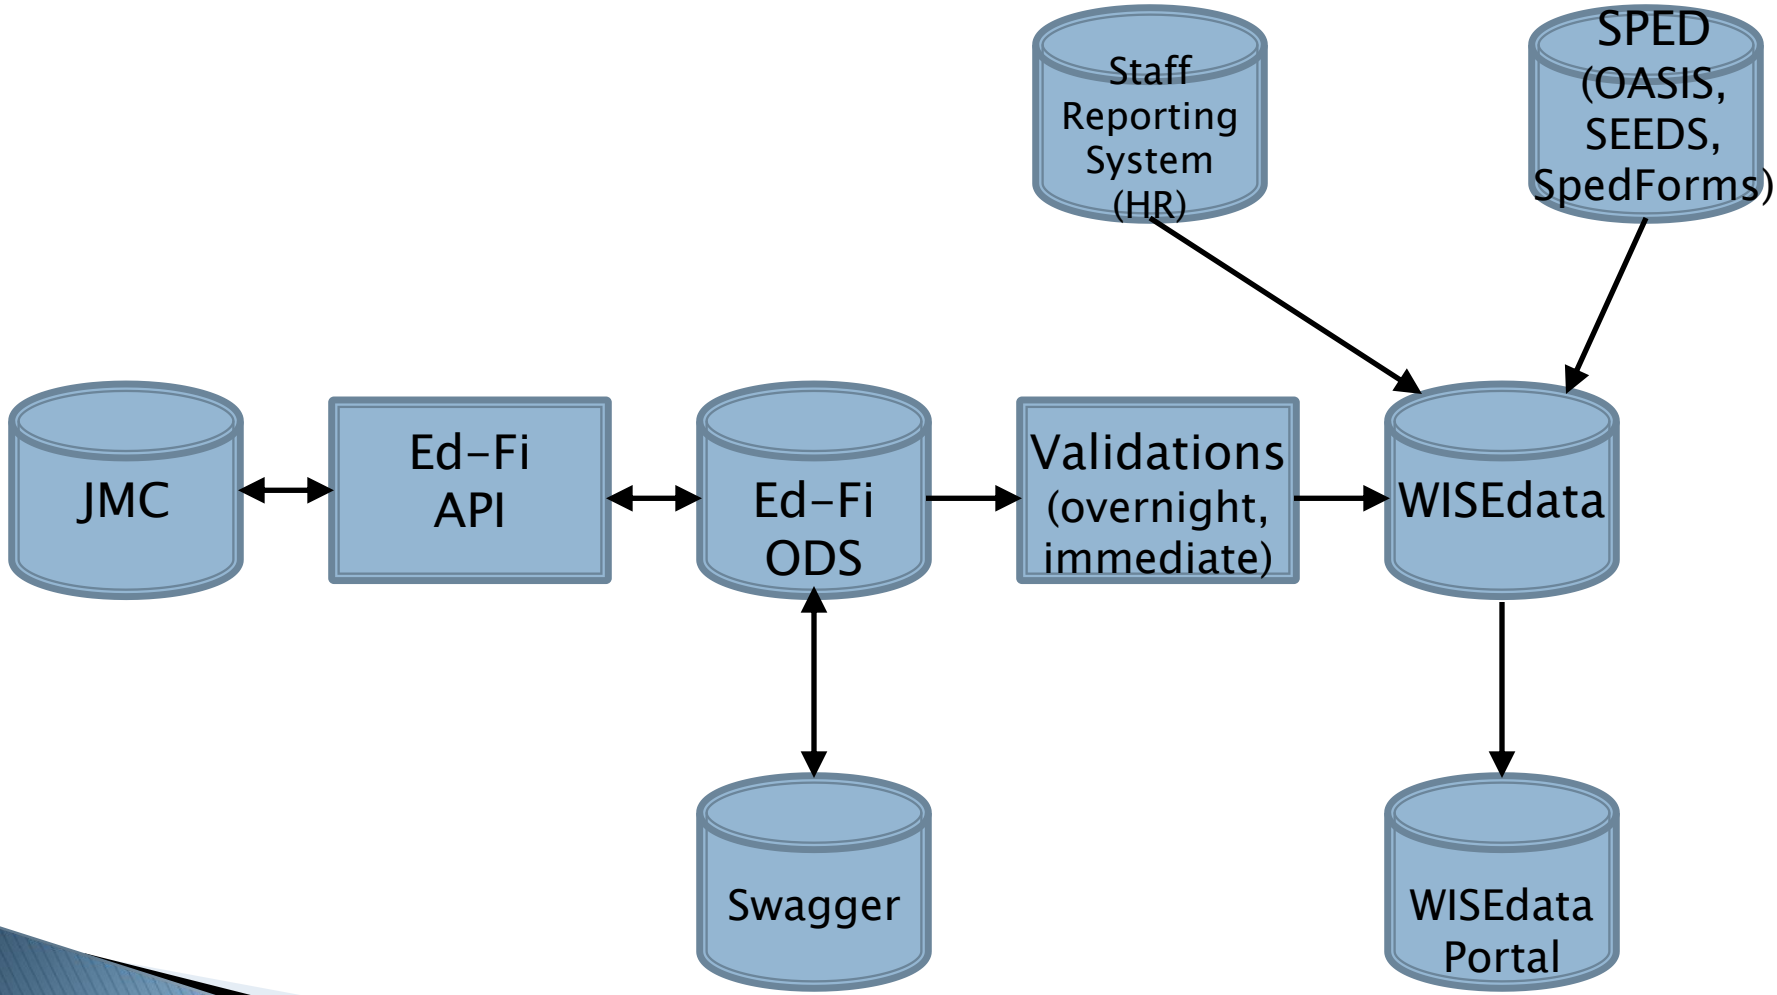 Staff
Reporting
System
(HR)
SPED
(OASIS,
SEEDS,
SpedForms)
JMC
Ed-Fi
API
Ed-Fi
ODS
Validations
(overnight,
immediate)
WISEdata
Swagger
WISEdata
Portal